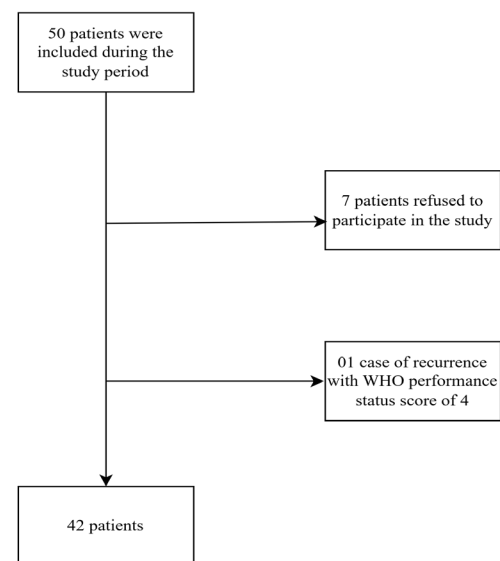 50 patients were
included during the
study period
7 patients refused to
participate in the study
01 case of recurrence
with WHO performance
status score of 4
42 patients